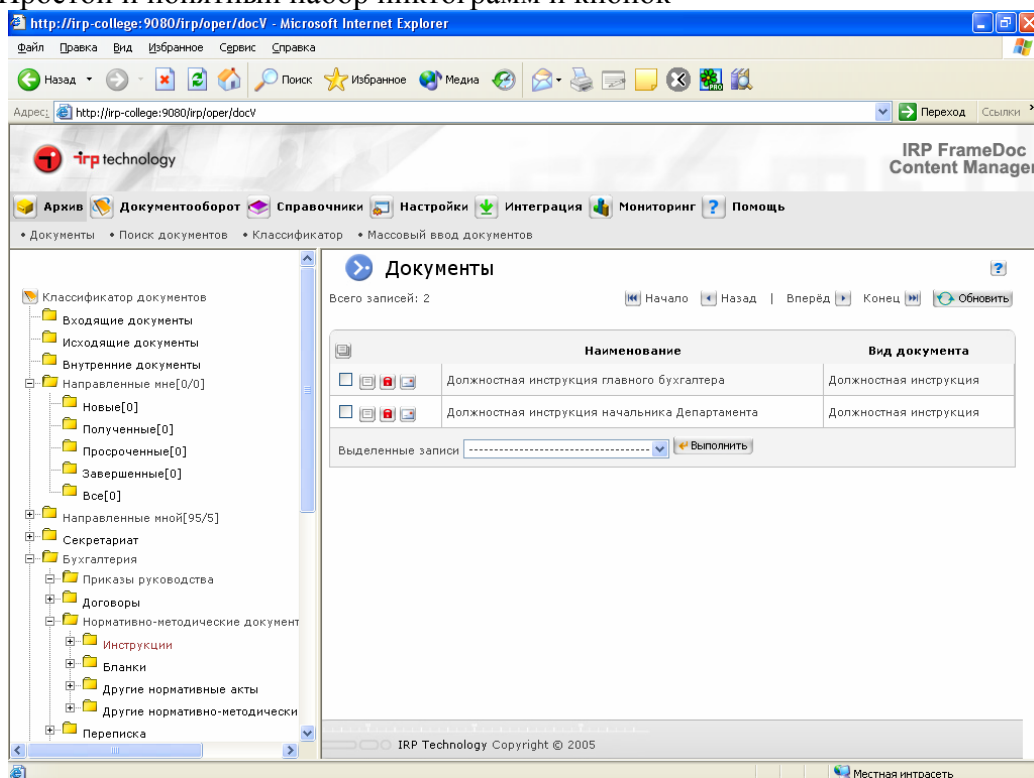 Простой и понятный набор пиктограмм и кнопок
http://irp-college:9080/irp/oper/docV - Microsoft Internet Explorer
Файл Правка Вид Избранное Сервис Справка
Назад Поиск Избранное Медиа
Адрес: http://irp-college:9080/irp/oper/docV Переход Ссылки »
irp technology
IRP FrameDoc
Content Manager
Архив Документооборот Справочники Настройки Интеграция Мониторинг Помощь
• Документы • Поиск документов • Классификатор • Массовый ввод документов
Классификатор документов
Входящие документы
Исходящие документы
Внутренние документы
Направленные мне[0/0]
Новые[0]
Полученные[0]
Просроченные[0]
Завершенные[0]
Все[0]
Направленные мной[95/5]
Секретариат
Бухгалтерия
Приказы руководства
Договоры
Нормативно-методические документ
Инструкции
Бланки
Другие нормативные акты
Другие нормативно-методически
Переписка
Документы
Всего записей: 2
Начало Назад | Вперёд Конец Обновить
Наименование Вид документа
Должностная инструкция главного бухгалтера Должностная инструкция
Должностная инструкция начальника Департамента Должностная инструкция
Выделенные записи ---------------------------------- Выполнить
IRP Technology Copyright © 2005
Местная интрасеть